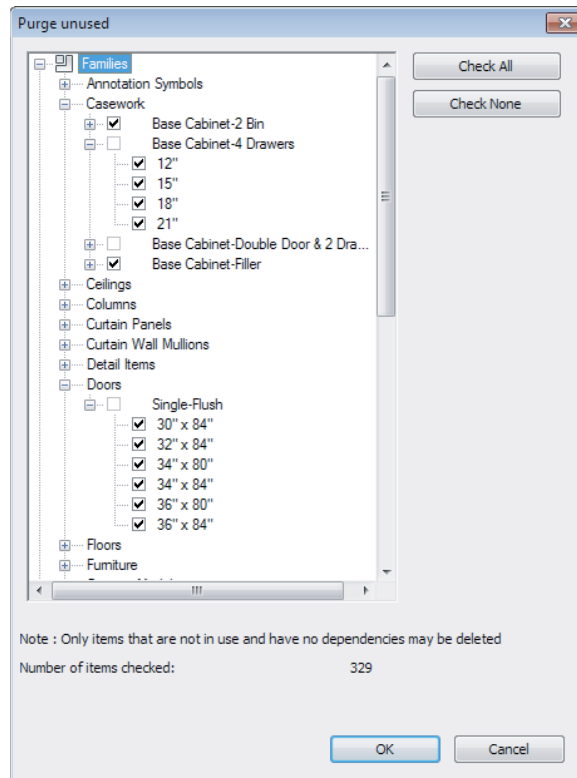 Purge unused
Families
Check All
Annotation Symbols
Casework
Check None
Base Cabinet-2 Bin
Base Cabinet-4 Drawers
12"
15"
18"
21"
Base Cabinet-Double Door & 2 Dra...
Base Cabinet-Filler
Ceilings
Columns
Curtain Panels
Curtain Wall Mullions
Detail Items
Doors
Single-Flush
30" x 84"
32" x 84"
34" x 80"
34" x 84"
36" x 80"
36" x 84"
Floors
Furniture
Note : Only items that are not in use and have no dependencies may be deleted
Number of items checked: 329
OK Cancel